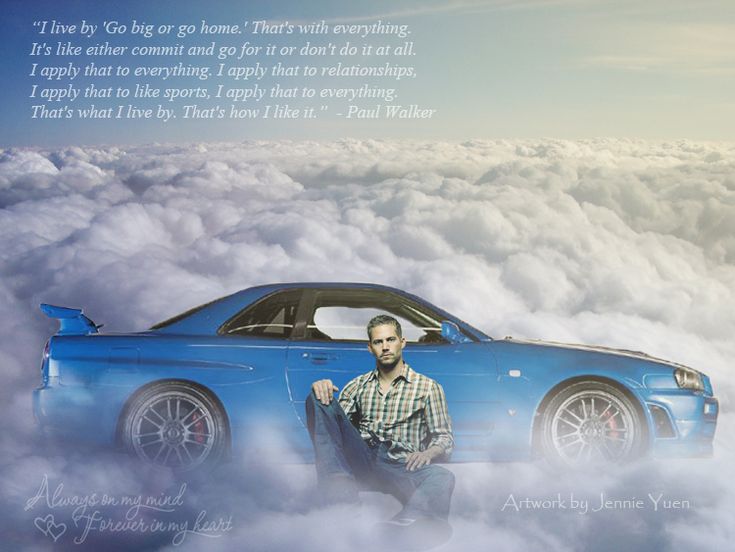 “I live by 'Go big or go home.' That's with everything.
It's like either commit and go for it or don't do it at all.
I apply that to everything. I apply that to relationships,
I apply that to like sports, I apply that to everything.
That's what I live by. That's how I like it.” - Paul Walker
Always on my mind
Forever in my heart
Artwork by Jennie Yuen